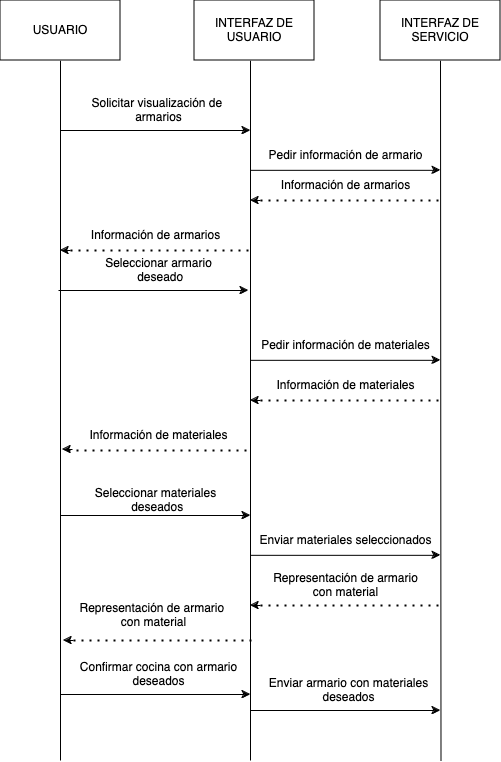 USUARIO
INTERFAZ DE
USUARIO
INTERFAZ DE
SERVICIO
Solicitar visualización de
armarios
Pedir información de armario
Información de armarios
Información de armarios
Seleccionar armario
deseado
Pedir información de materiales
Información de materiales
Información de materiales
Seleccionar materiales
deseados
Enviar materiales seleccionados
Representación de armario
con material
Representación de armario
con material
Confirmar cocina con armario
deseados
Enviar armario con materiales
deseados